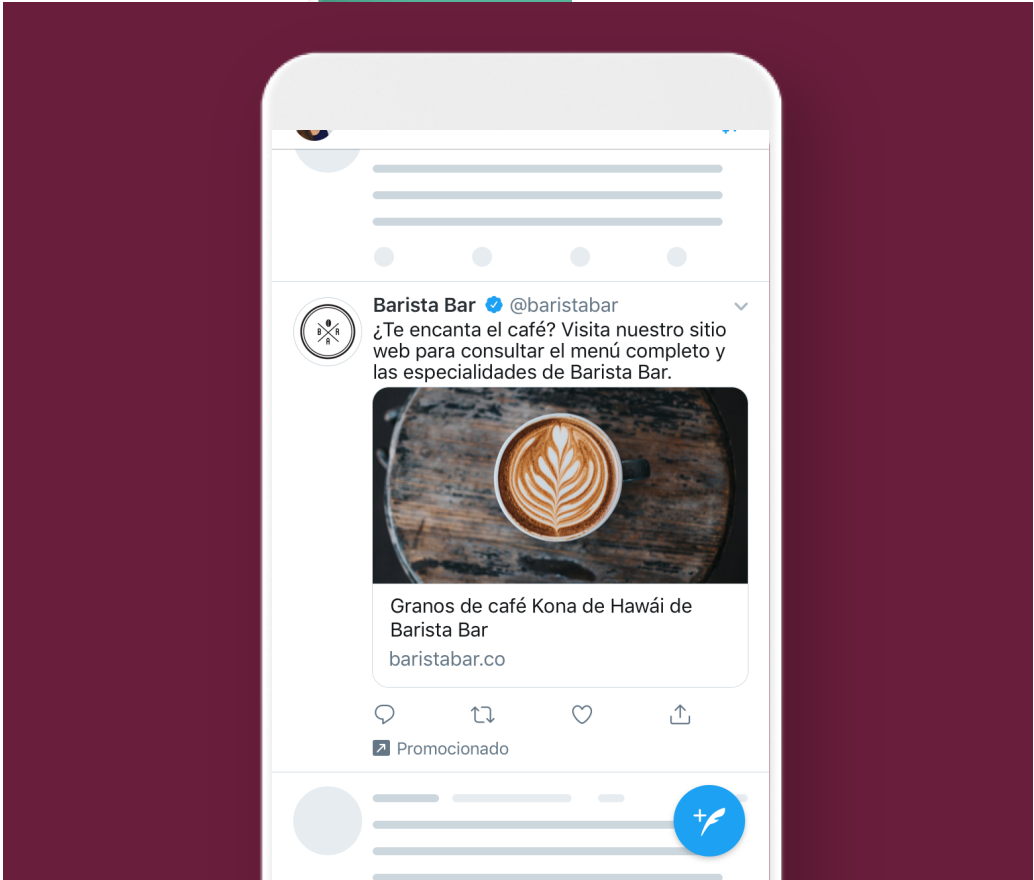 Barista Bar @baristabar
B A R
A
¿Te encanta el café? Visita nuestro sitio
web para consultar el menú completo y
las especialidades de Barista Bar.
Granos de café Kona de Hawái de
Barista Bar
baristabar.co
Promocionado